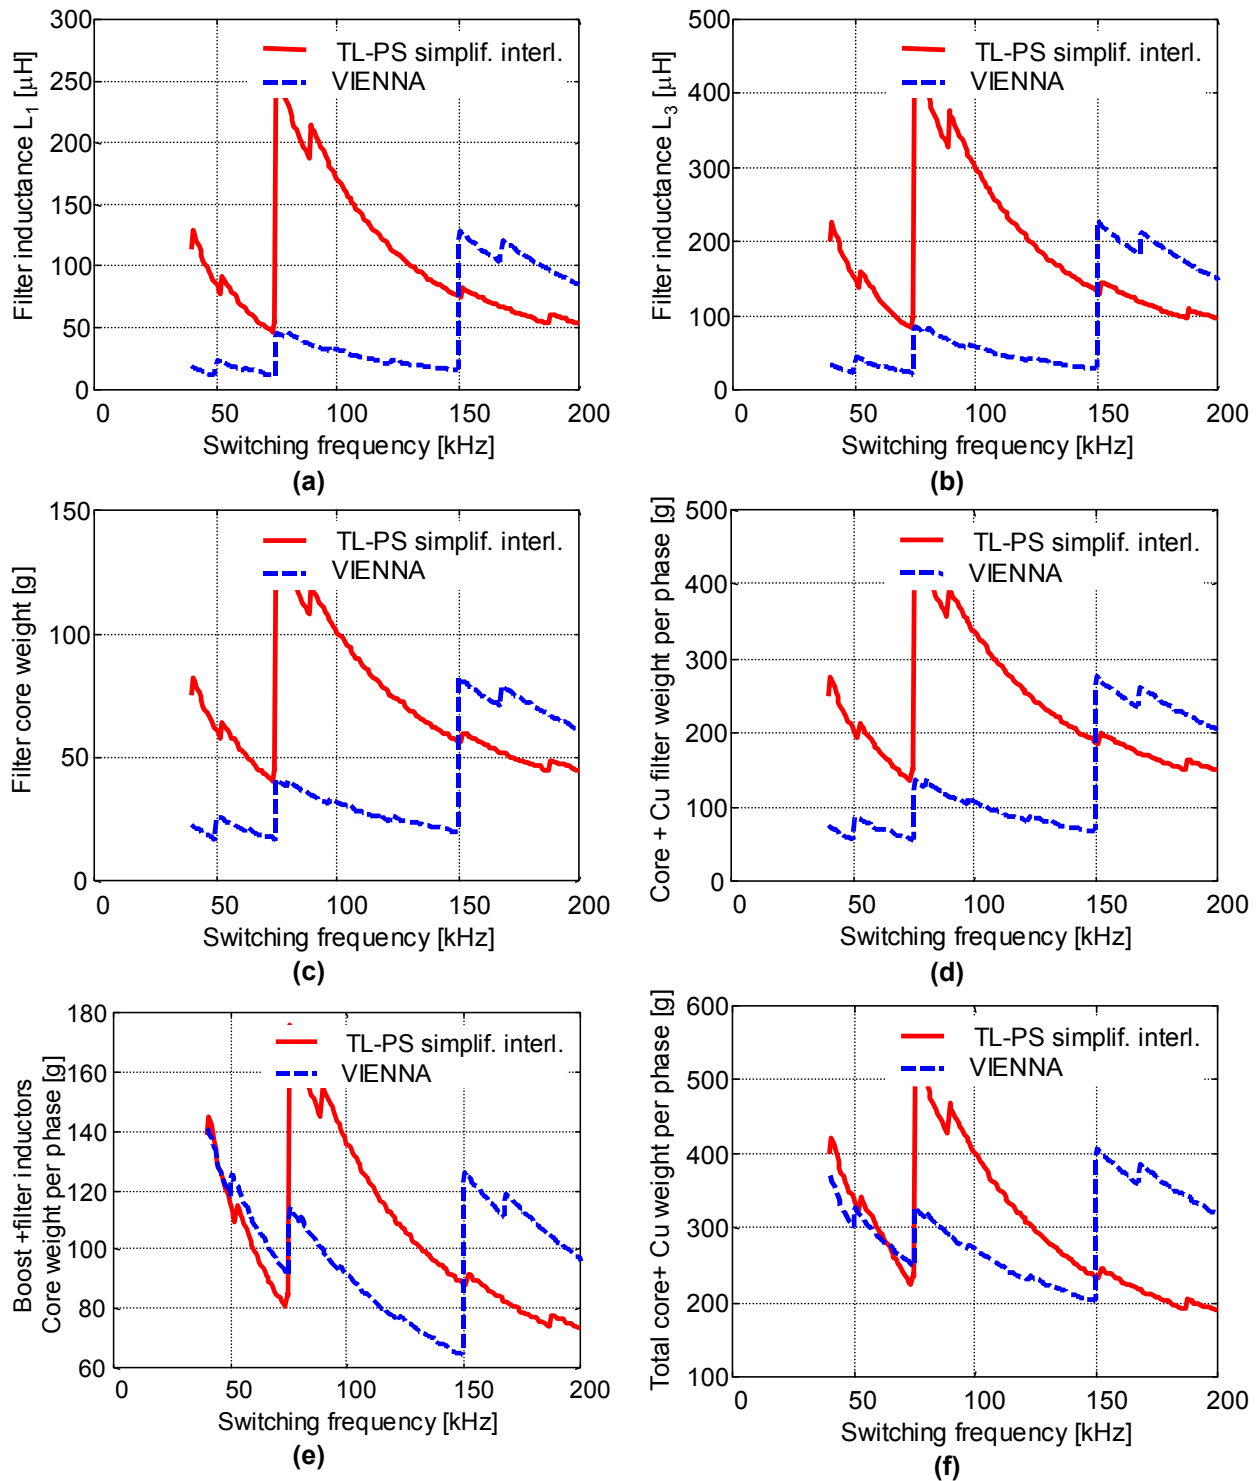 300
250
200
150
100
50
0
Filter inductance L1 [μH]
TL-PS simplif. interl.
VIENNA
0 50 100 150 200
Switching frequency [kHz]
(a)
500
400
300
200
100
0
Filter inductance L3 [μH]
TL-PS simplif. interl.
VIENNA
0 50 100 150 200
Switching frequency [kHz]
(b)
150
100
50
0
Filter core weight [g]
TL-PS simplif. interl.
VIENNA
0 50 100 150 200
Switching frequency [kHz]
(c)
500
400
300
200
100
0
Core + Cu filter weight per phase [g]
TL-PS simplif. interl.
VIENNA
0 50 100 150 200
Switching frequency [kHz]
(d)
180
160
140
120
100
80
60
Boost +filter inductors
Core weight per phase [g]
TL-PS simplif. interl.
VIENNA
0 50 100 150 200
Switching frequency [kHz]
(e)
600
500
400
300
200
100
Total core+ Cu weight per phase [g]
TL-PS simplif. interl.
VIENNA
0 50 100 150 200
Switching frequency [kHz]
(f)